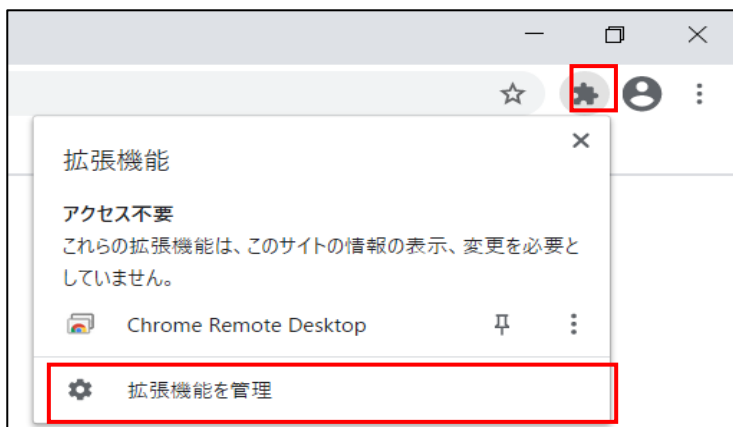 拡張機能
アクセス不要
これらの拡張機能は、このサイトの情報の表示、変更を必要と
していません。
Chrome Remote Desktop
拡張機能を管理